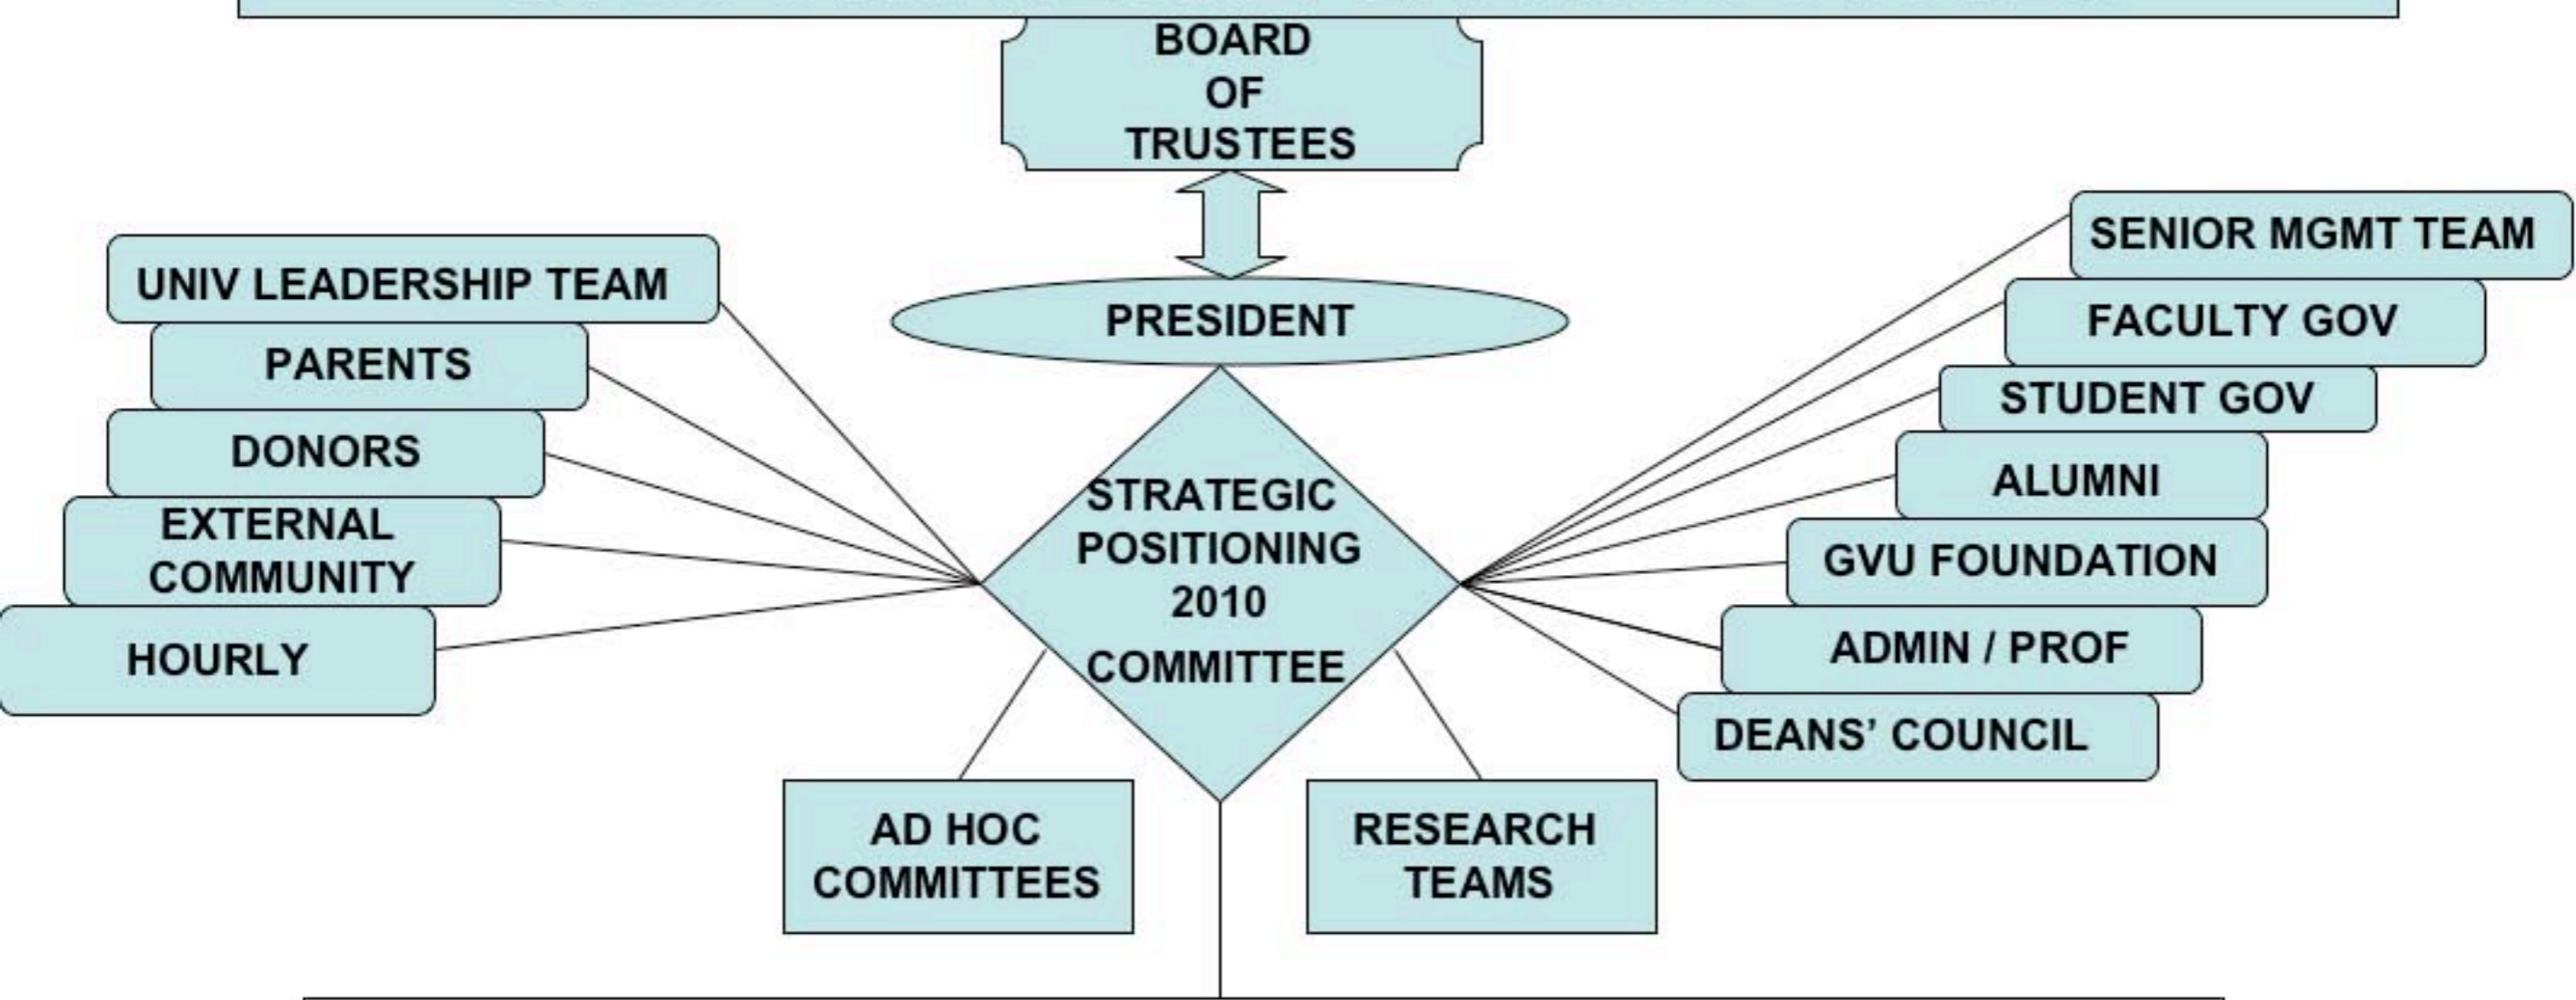 BOARD
OF
TRUSTEES
PRESIDENT
UNIV LEADERSHIP TEAM
PARENTS
DONORS
EXTERNAL
COMMUNITY
HOURLY
STRATEGIC
POSITIONING
2010
COMMITTEE
SENIOR MGMT TEAM
FACULTY GOV
STUDENT GOV
ALUMNI
GVU FOUNDATION
ADMIN / PROF
DEANS’ COUNCIL
AD HOC
COMMITTEES
RESEARCH
TEAMS